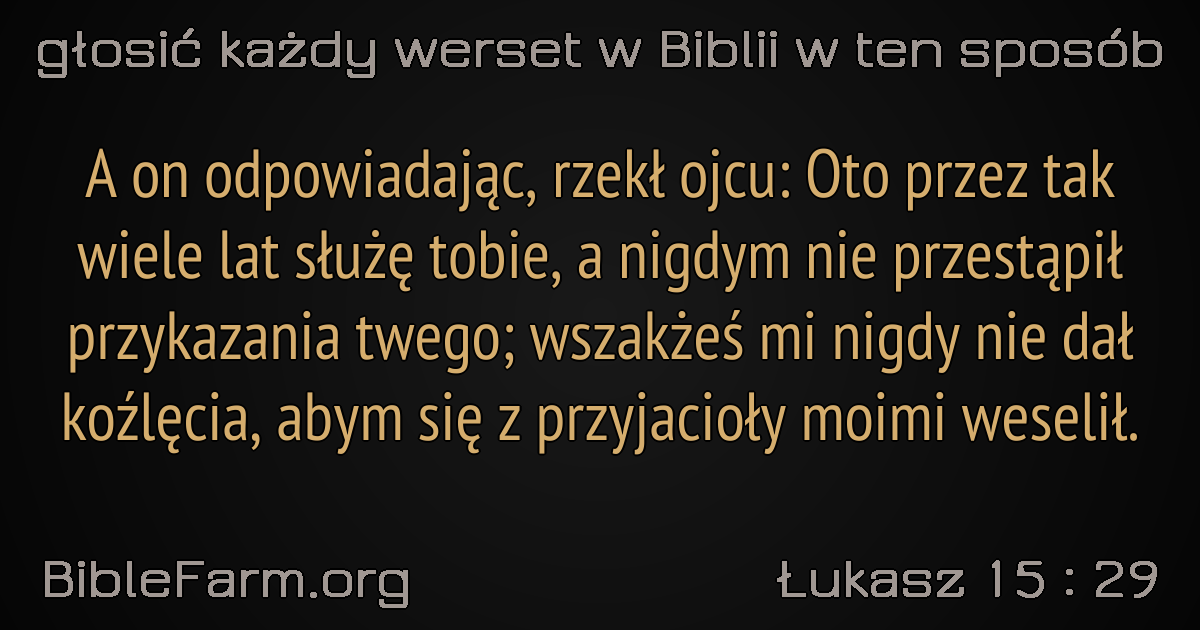 głosić każdy werset w Biblii w ten sposób
A on odpowiadając, rzekł ojcu: Oto przez tak
wiele lat służę tobie, a nigdym nie przestąpił
przykazania twego; wszakżeś mi nigdy nie dał
koźlęcia, abym się z przyjacioły moimi weselił.
BibleFarm.org
Łukasz 15 : 29